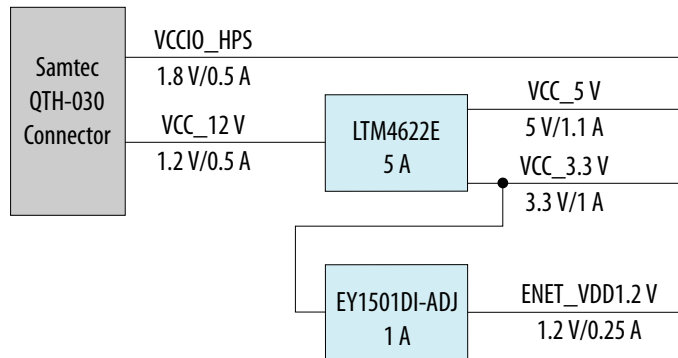 Samtec
QTH-030
Connector
VCCIO_HPS
1.8 V/0.5 A
VCC_12 V
1.2 V/0.5 A
LTM4622E
5 A
VCC_5 V
5 V/1.1 A
VCC_3.3 V
3.3 V/1 A
EY1501DI-ADJ
1 A
ENET_VDD1.2 V
1.2 V/0.25 A